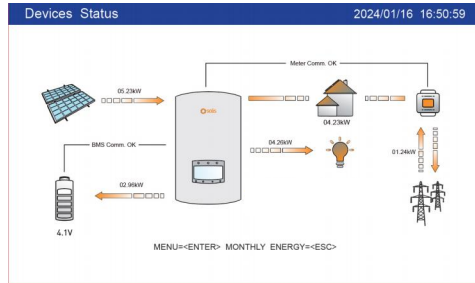 Devices Status 2024/01/16 16:50:59
Meter Comm. OK
05.23kW
solis
04.23kW
04.26kW
01.24kW
BMS Comm. OK
02.96kW
4.1V
MENU=<ENTER> MONTHLY ENERGY=<ESC>